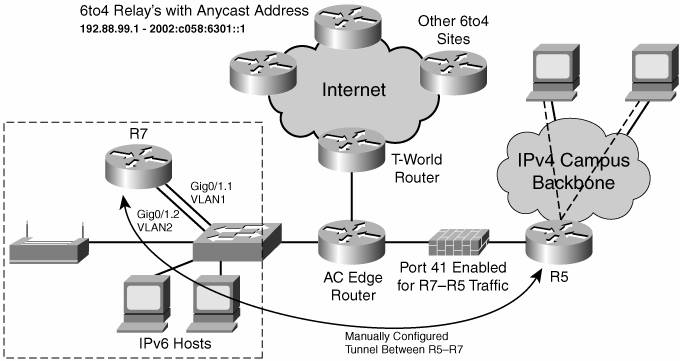 6to4 Relay's with Anycast Address
192.88.99.1 - 2002:c058:6301::1
Other 6to4
Sites
Internet
R7
Gig0/1.1
VLAN1
Gig0/1.2
VLAN2
T-World
Router
IPv4 Campus
Backbone
AC Edge
Router
Port 41 Enabled
for R7–R5 Traffic
R5
IPv6 Hosts
Manually Configured
Tunnel Between R5–R7